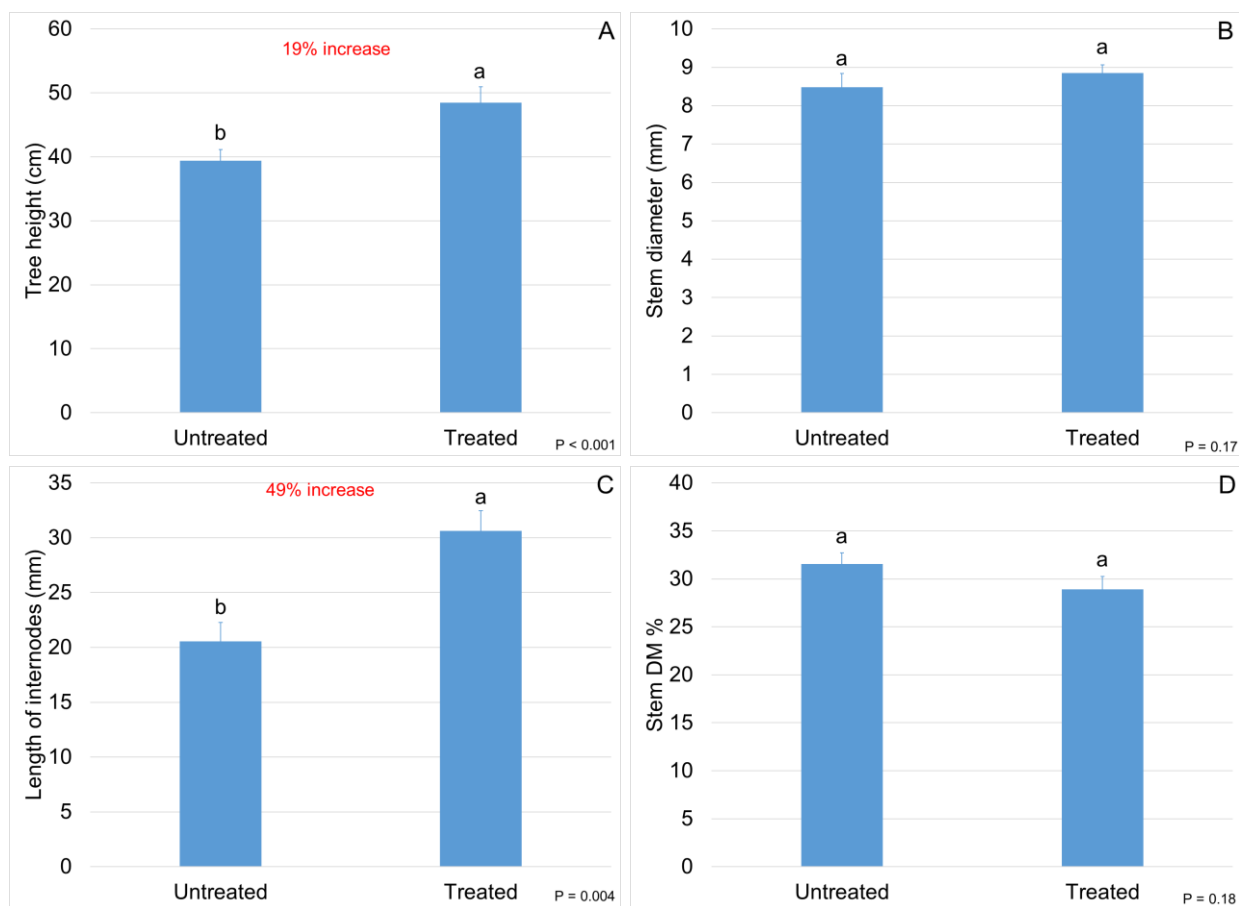 A
19% increase
60
50
40
30
20
10
0
Tree height (cm)
b
a
Untreated
Treated
P < 0.001
B
10
9
8
7
6
5
4
3
2
1
0
Stem diameter (mm)
a
a
Untreated
Treated
P = 0.17
C
49% increase
35
30
25
20
15
10
5
0
Length of internodes (mm)
b
a
Untreated
Treated
P = 0.004
D
40
35
30
25
20
15
10
5
0
Stem DM %
a
a
Untreated
Treated
P = 0.18